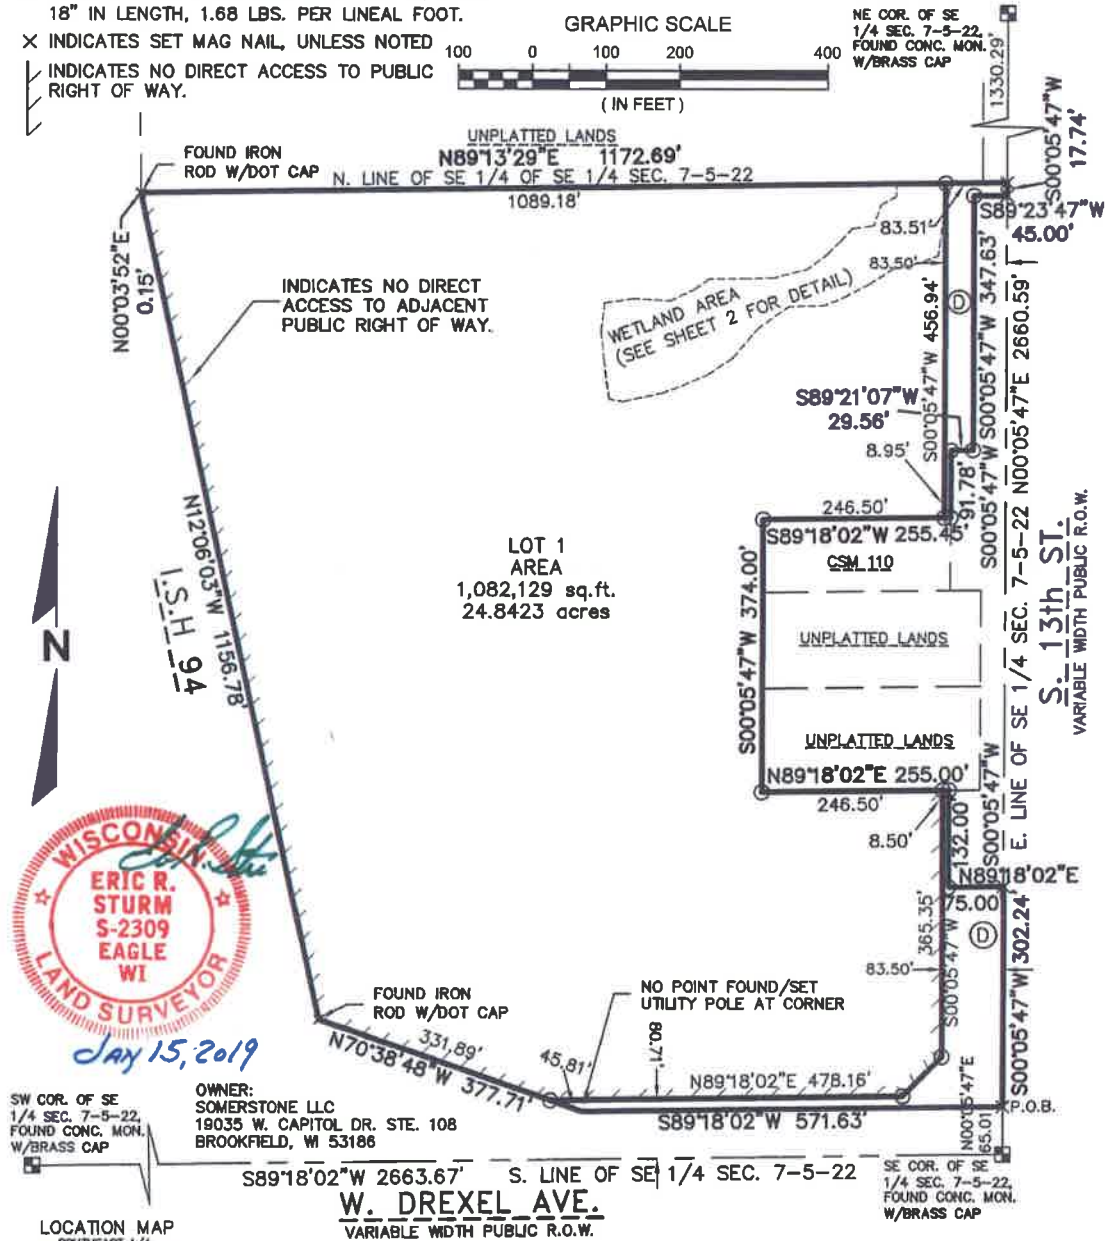 18" IN LENGTH, 1.68 LBS. PER LINEAL FOOT.
X INDICATES SET MAG NAIL, UNLESS NOTED
INDICATES NO DIRECT ACCESS TO PUBLIC
RIGHT OF WAY.
GRAPHIC SCALE
100 0 100 200 400
( IN FEET )
NE COR. OF SE
1/4 SEC. 7-5-22,
FOUND CONC. MON.
W/BRASS CAP
1330.29'
S00°05'47"W
17.74'
UNPLATTED LANDS
N89°13'29"E 1172.69'
N. LINE OF SE 1/4 OF SE 1/4 SEC. 7-5-22
1089.18'
FOUND IRON
ROD W/DOT CAP
S89°23'47"W
45.00'
83.51'
83.50'
N00°03'52"E
0.15'
INDICATES NO DIRECT
ACCESS TO ADJACENT
PUBLIC RIGHT OF WAY.
WETLAND AREA
(SEE SHEET 2 FOR DETAIL)
S00°05'47"W 456.94'
D
S00°05'47"W 347.63'
N00°05'47"E 2660.59'
S89°21'07"W
29.56'
8.95'
S00°05'47"W
91.78'
246.50'
S89°18'02"W 255.45'
CSM 110
LOT 1
AREA
1,082,129 sq.ft.
24.8423 acres
N12°06'03"W 1156.78'
I.S.H 94
N
S00°05'47"W 374.00'
UNPLATTED LANDS
UNPLATTED LANDS
E. LINE OF SE 1/4 SEC. 7-5-22
S. 13th ST.
VARIABLE WIDTH PUBLIC R.O.W.
N89°18'02"E 255.00'
246.50'
8.50'
S00°05'47"W
132.00'
N89°18'02"E
75.00'
D
365.35'
S00°05'47"W
83.50'
S00°05'47"W 302.24'
WISCONSIN
ERIC R.
STURM
S-2309
EAGLE
WI
LAND SURVEYOR
JAN 15, 2019
FOUND IRON
ROD W/DOT CAP
NO POINT FOUND/SET
UTILITY POLE AT CORNER
331.89'
N70°38'48"W 377.71'
45.81'
80.71'
N89°18'02"E 478.16'
S89°18'02"W 571.63'
P.O.B.
N00°05'47"E
65.01
SW COR. OF SE
1/4 SEC. 7-5-22,
FOUND CONC. MON.
W/BRASS CAP
OWNER:
SOMERSTONE LLC
19035 W. CAPITOL DR. STE. 108
BROOKFIELD, WI 53186
S89°18'02"W 2663.67' S. LINE OF SE 1/4 SEC. 7-5-22
W. DREXEL AVE.
VARIABLE WIDTH PUBLIC R.O.W.
SE COR. OF SE
1/4 SEC. 7-5-22,
FOUND CONC. MON.
W/BRASS CAP
LOCATION MAP